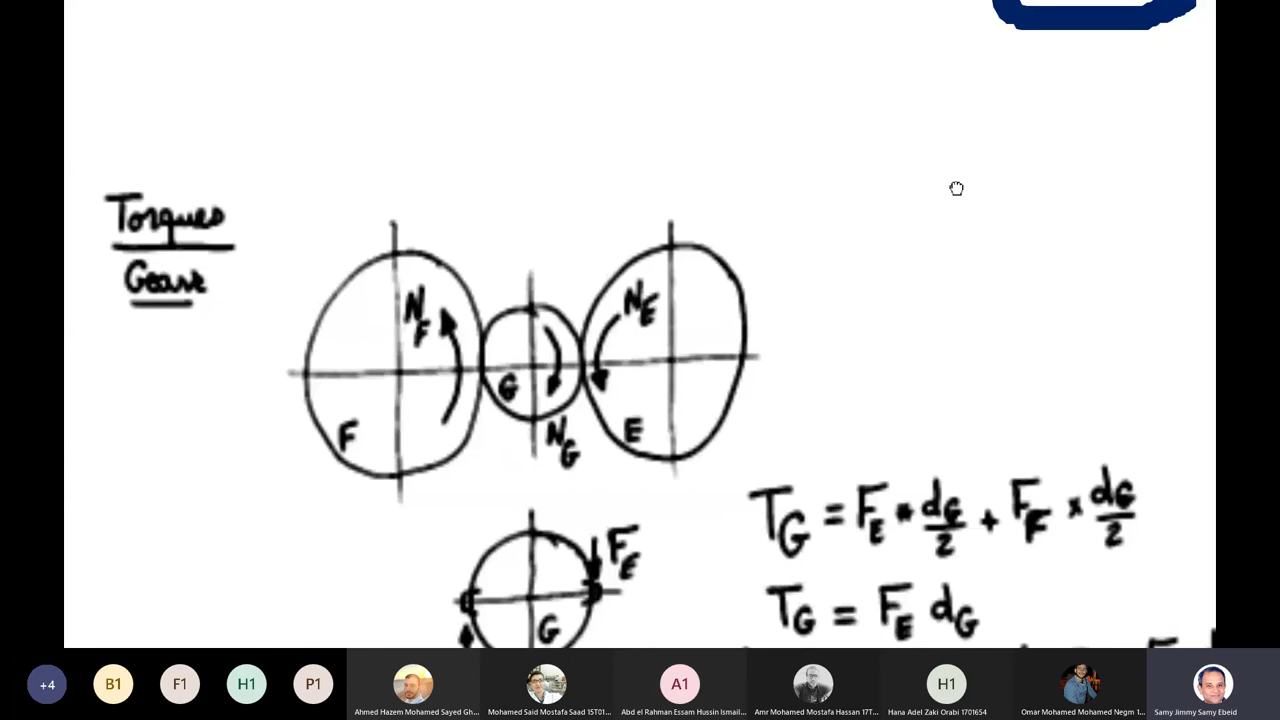 Torques
Gears
N_F
N_E
G
F
N_G
E
T_G = F_E * d_G/2 + F_F × d_G/2
F_E
T_G = F_E d_G
G
+4
B1
F1
H1
P1
A1
H1
Ahmed Hazem Mohamed Sayed Gh...
Mohamed Said Mostafa Saad 15T01...
Abd el Rahman Essam Hussin Ismail...
Amr Mohamed Mostafa Hassan 17T...
Hana Adel Zaki Orabi 1701654
Omar Mohamed Mohamed Negm 1...
Samy Jimmy Samy Ebeid